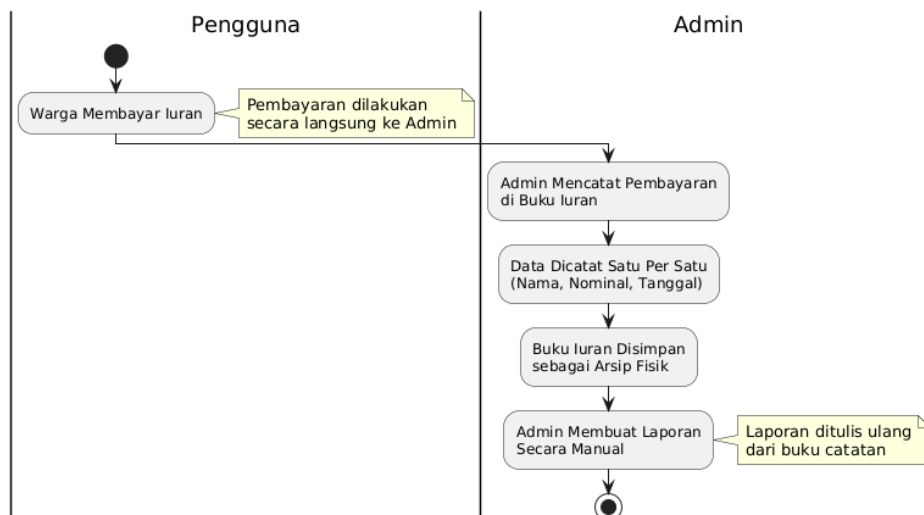 Pengguna
Admin
Warga Membayar Iuran
Pembayaran dilakukan
secara langsung ke Admin
Admin Mencatat Pembayaran
di Buku Iuran
Data Dicatat Satu Per Satu
(Nama, Nominal, Tanggal)
Buku Iuran Disimpan
sebagai Arsip Fisik
Admin Membuat Laporan
Secara Manual
Laporan ditulis ulang
dari buku catatan